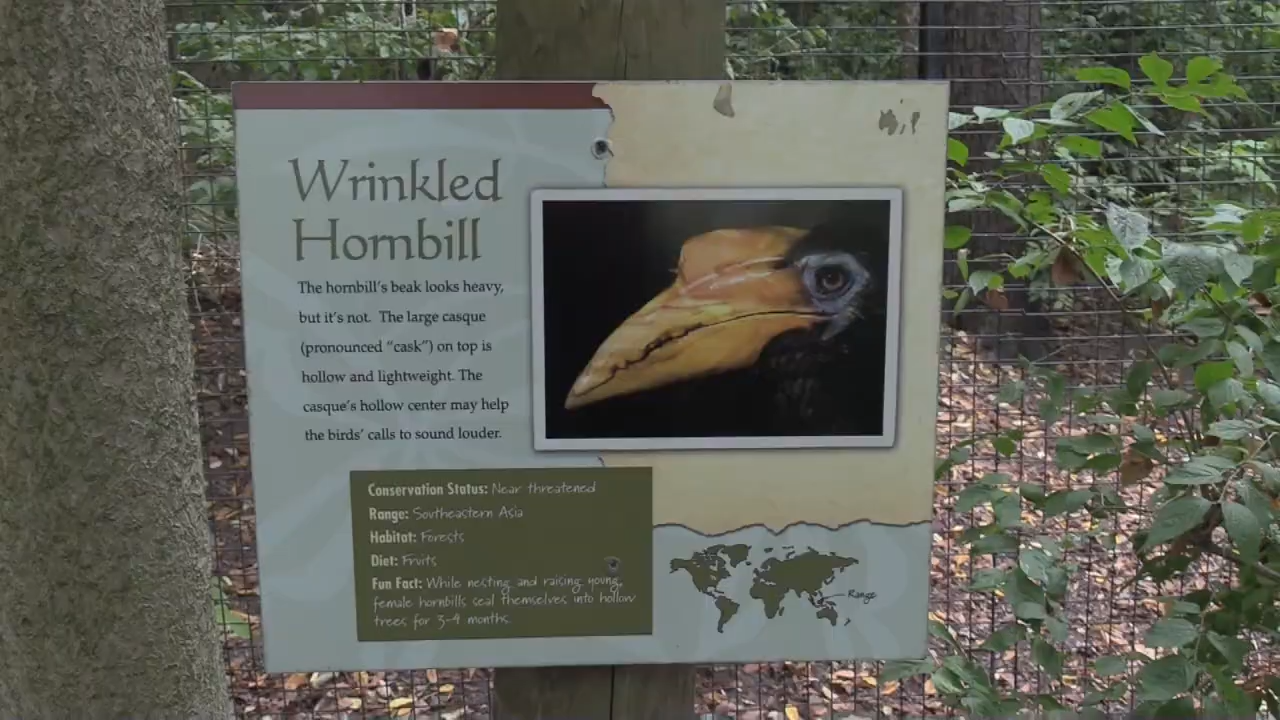 Wrinkled
Hornbill
The hornbill's beak looks heavy,
but it's not. The large casque
(pronounced “cask”) on top is
hollow and lightweight. The
casque's hollow center may help
the birds' calls to sound louder.
Conservation Status: Near threatened
Range: Southeastern Asia
Habitat: Forests
Diet: Fruits
Fun Fact: While nesting and raising young,
female hornbills seal themselves into hollow
trees for 3-4 months.
Range